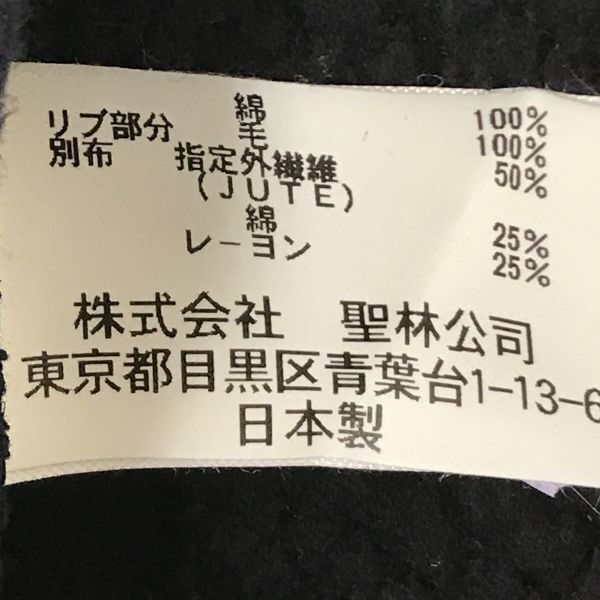 綿 100%
リブ部分 毛 100%
別布 指定外繊維 50%
(JUTE)
綿 25%
レーヨン 25%
株式会社 聖林公司
東京都目黒区青葉台1-13-6
日本製